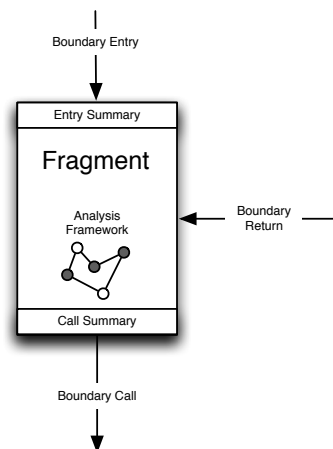 Boundary Entry
Entry Summary
Fragment
Analysis
Framework
Boundary
Return
Call Summary
Boundary Call